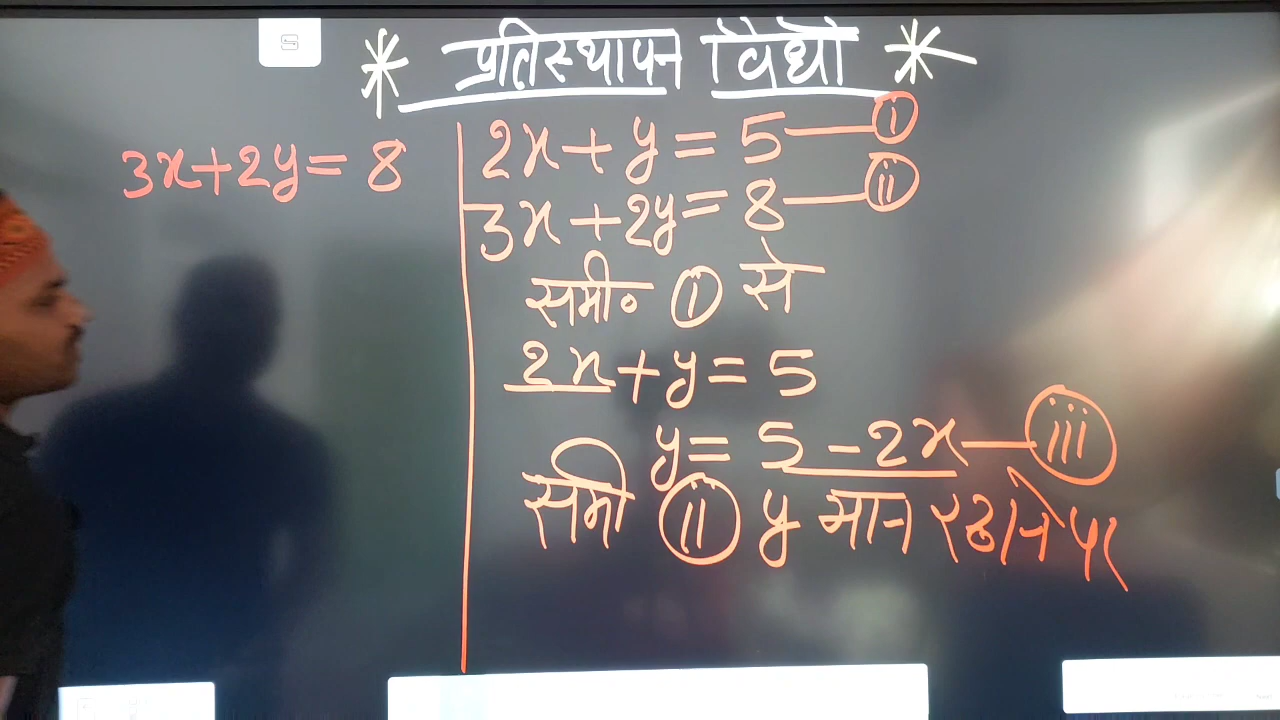 * प्रतिस्थापन विधी *
3x+2y= 8
2x+y= 5 — i
3x+2y= 8 — ii
समी० i से
2x+y= 5
y= 5-2x — iii
समी ii y मान रखने पर